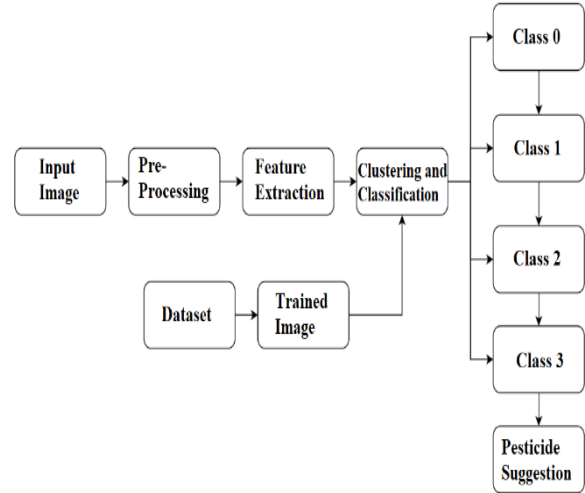 Input
Image
Pre-
Processing
Feature
Extraction
Clustering and
Classification
Dataset
Trained
Image
Class 0
Class 1
Class 2
Class 3
Pesticide
Suggestion